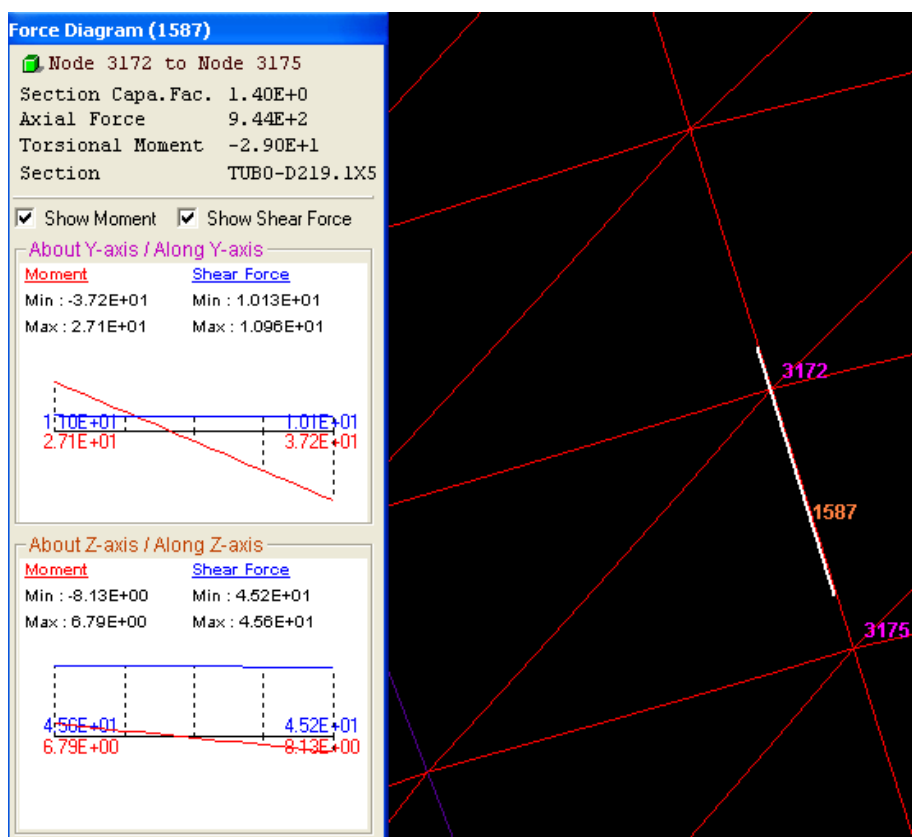 Force Diagram (1587)
Node 3172 to Node 3175
Section Capa.Fac. 1.40E+0
Axial Force 9.44E+2
Torsional Moment -2.90E+1
Section TUBO-D219.1X5
Show Moment Show Shear Force
About Y-axis / Along Y-axis
Moment Shear Force
Min : -3.72E+01 Min : 1.013E+01
Max : 2.71E+01 Max : 1.096E+01
1.10E+01 1.01E+01
2.71E+01 3.72E+01
About Z-axis / Along Z-axis
Moment Shear Force
Min : -8.13E+00 Min : 4.52E+01
Max : 6.79E+00 Max : 4.56E+01
4.56E+01 4.52E+01
6.79E+00 8.13E+00
3172
1587
3175